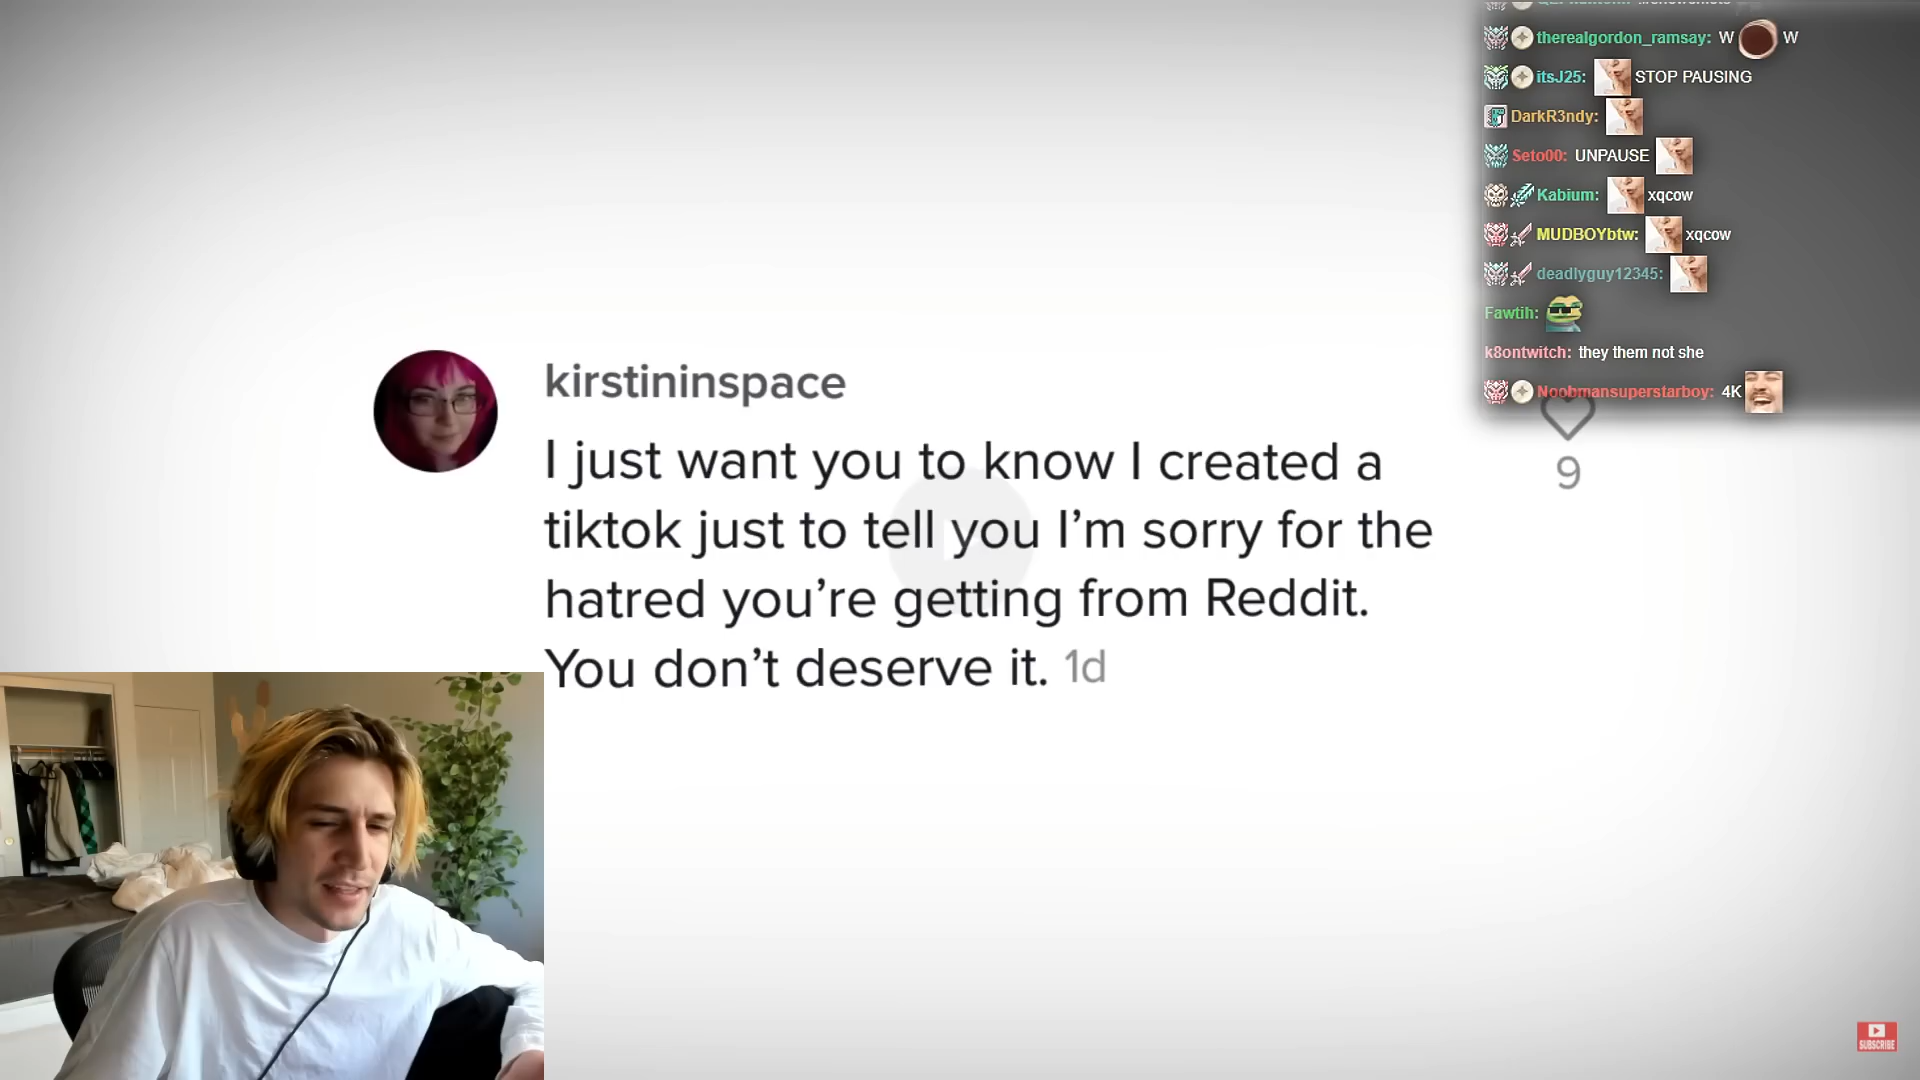 therealgordon_ramsay: W W
itsJ25: STOP PAUSING
DarkR3ndy:
Seto00: UNPAUSE
Kabium: xqcow
MUDBOYbtw: xqcow
deadlyguy12345:
Fawtih:
k8ontwitch: they them not she
Noobmansuperstarboy: 4K
kirstininspace
I just want you to know I created a
tiktok just to tell you I'm sorry for the
hatred you're getting from Reddit.
You don't deserve it. 1d
9
SUBSCRIBE